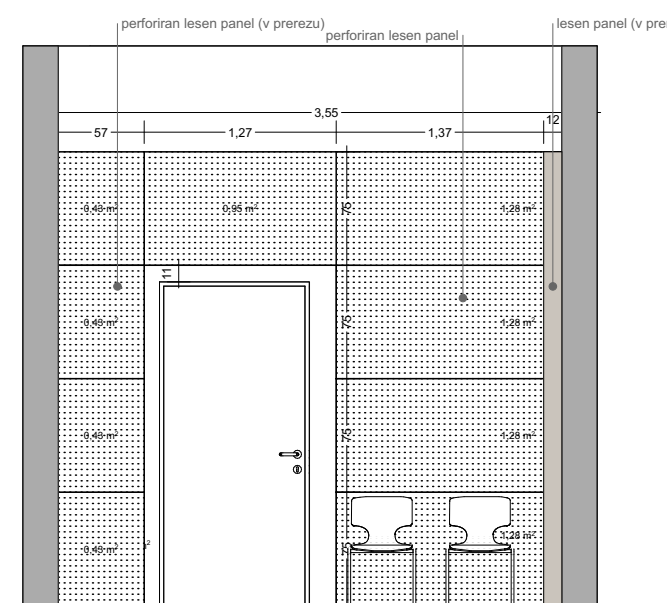 perforiran lesen panel (v prerezu)
perforiran lesen panel
lesen panel (v pre
3,55
57
1,27
1,37
12
0,43 m²
0,95 m²
75
1,28 m²
11
0,43 m²
75
1,28 m²
0,43 m²
75
1,28 m²
0,43 m²
75
1,28 m²